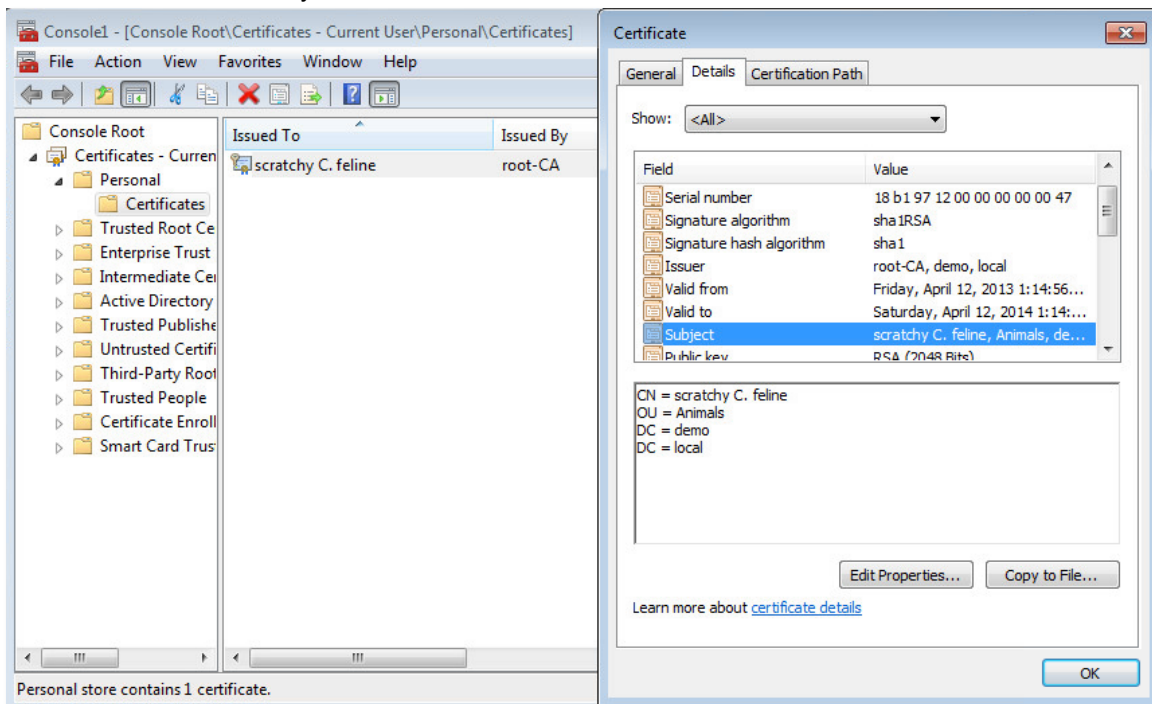 Console1 - [Console Root\Certificates - Current User\Personal\Certificates]
File Action View Favorites Window Help
Console Root
Certificates - Curren
Personal
Certificates
Trusted Root Ce
Enterprise Trust
Intermediate Cer
Active Directory
Trusted Publishe
Untrusted Certifi
Third-Party Root
Trusted People
Certificate Enroll
Smart Card Trus
Issued To Issued By
scratchy C. feline root-CA
Personal store contains 1 certificate.
Certificate
General Details Certification Path
Show: <All>
Field Value
Serial number 18 b1 97 12 00 00 00 00 00 47
Signature algorithm sha1RSA
Signature hash algorithm sha1
Issuer root-CA, demo, local
Valid from Friday, April 12, 2013 1:14:56...
Valid to Saturday, April 12, 2014 1:14:...
Subject scratchy C. feline, Animals, de...
Public key RSA (2048 Bits)
CN = scratchy C. feline
OU = Animals
DC = demo
DC = local
Edit Properties... Copy to File...
Learn more about certificate details
OK